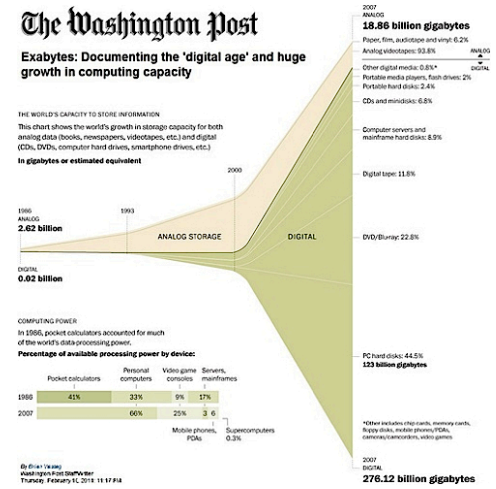 The Washington Post
Exabytes: Documenting the 'digital age' and huge
growth in computing capacity
THE WORLD'S CAPACITY TO STORE INFORMATION
This chart shows the world's growth in storage capacity for both
analog data (books, newspapers, videotapes, etc.) and digital
(CDs, DVDs, computer hard drives, smartphone drives, etc.)
In gigabytes or estimated equivalent
1986
ANALOG
2.62 billion
1993
2000
ANALOG STORAGE
DIGITAL
DIGITAL
0.02 billion
2007
ANALOG
18.86 billion gigabytes
Paper, film, audiotape and vinyl: 6.2%
Analog videotapes: 93.8%
ANALOG
DIGITAL
Other digital media: 0.8%*
Portable media players, flash drives: 2%
Portable hard disks: 2.4%
CDs and minidisks: 6.8%
Computer servers and
mainframe hard disks: 8.9%
Digital tape: 11.8%
DVD/Bluray: 22.8%
PC hard disks: 44.5%
123 billion gigabytes
*Other includes chip cards, memory cards,
floppy disks, mobile phones/PDAs,
cameras/camcorders, video games
2007
DIGITAL
276.12 billion gigabytes
COMPUTING POWER
In 1986, pocket calculators accounted for much
of the world's data-processing power.
Percentage of available processing power by device:
Pocket calculators
Personal
computers
Video game
consoles
Servers,
mainframes
1986
41%
33%
9%
17%
2007
66%
25%
3
6
Mobile phones,
PDAs
Supercomputers
0.3%
By Brian Vastag
Washington Post Staff Writer
Thursday, February 10, 11:17 PM